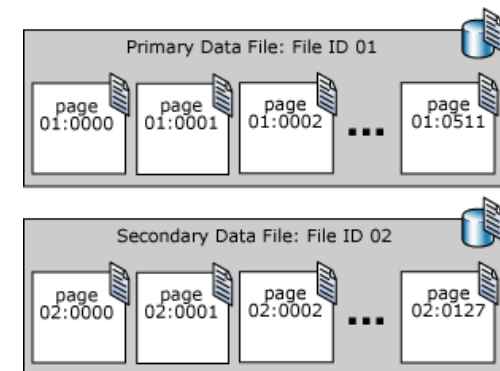 Primary Data File: File ID 01
page page page page
01:0000 01:0001 01:0002 ... 01:0511
Secondary Data File: File ID 02
page page page page
02:0000 02:0001 02:0002 ... 02:0127